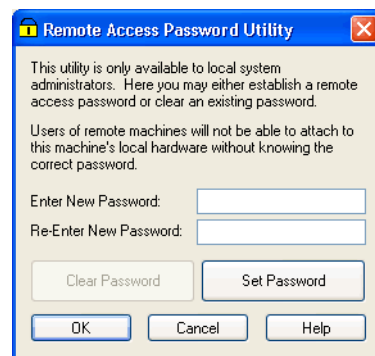 Remote Access Password Utility
This utility is only available to local system
administrators. Here you may either establish a remote
access password or clear an existing password.
Users of remote machines will not be able to attach to
this machine's local hardware without knowing the
correct password.
Enter New Password:
Re-Enter New Password:
Clear Password Set Password
OK Cancel Help